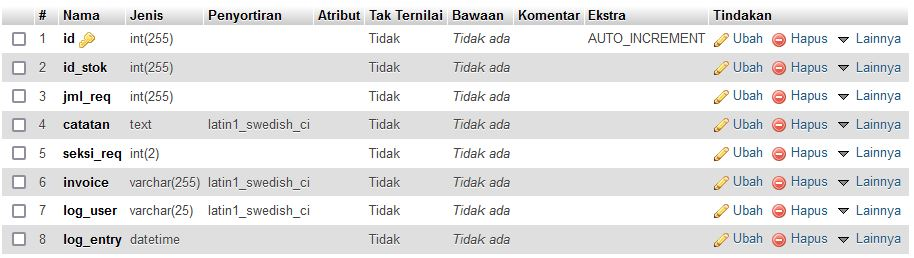 # Nama Jenis Penyortiran Atribut Tak Ternilai Bawaan Komentar Ekstra Tindakan
1 id int(255) Tidak Tidak ada AUTO_INCREMENT Ubah Hapus Lainnya
2 id_stok int(255) Tidak Tidak ada Ubah Hapus Lainnya
3 jml_req int(255) Tidak Tidak ada Ubah Hapus Lainnya
4 catatan text latin1_swedish_ci Tidak Tidak ada Ubah Hapus Lainnya
5 seksi_req int(2) Tidak Tidak ada Ubah Hapus Lainnya
6 invoice varchar(255) latin1_swedish_ci Tidak Tidak ada Ubah Hapus Lainnya
7 log_user varchar(25) latin1_swedish_ci Tidak Tidak ada Ubah Hapus Lainnya
8 log_entry datetime Tidak Tidak ada Ubah Hapus Lainnya